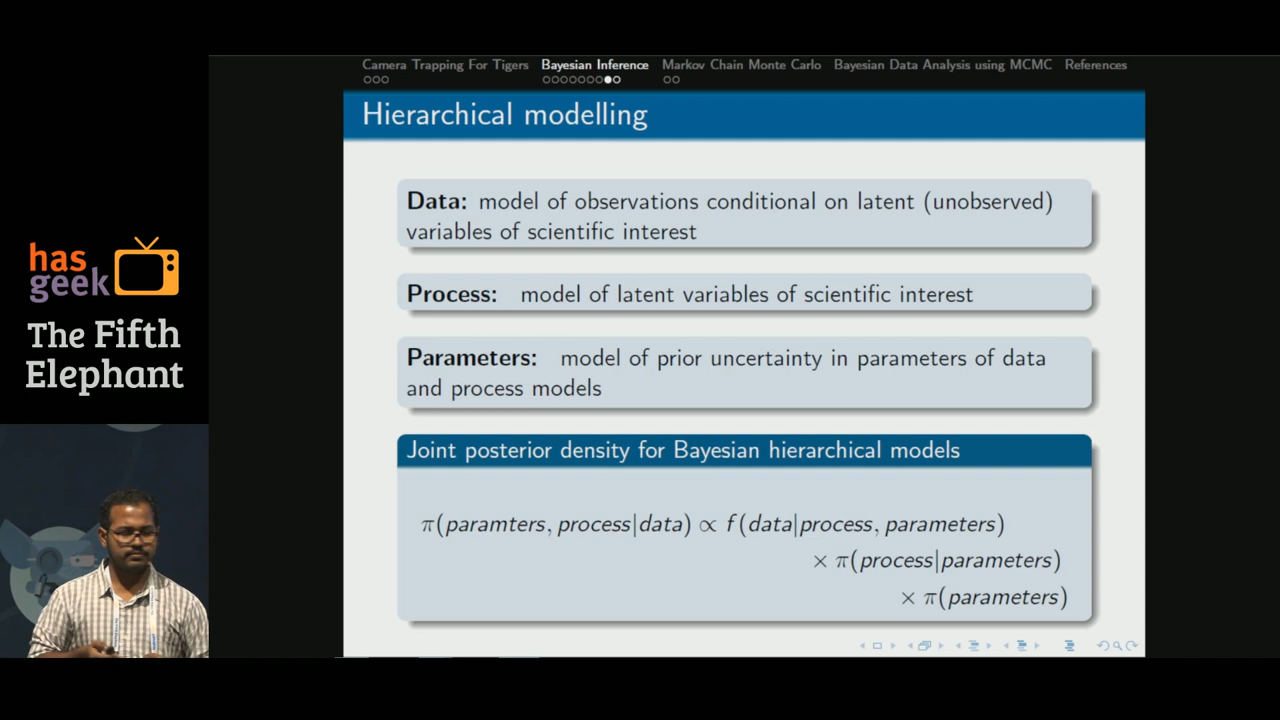 Camera Trapping For Tigers Bayesian Inference Markov Chain Monte Carlo Bayesian Data Analysis using MCMC References
Hierarchical modelling
Data: model of observations conditional on latent (unobserved)
variables of scientific interest
Process: model of latent variables of scientific interest
Parameters: model of prior uncertainty in parameters of data
and process models
Joint posterior density for Bayesian hierarchical models
π(paramters, process|data) ∝ f(data|process, parameters)
× π(process|parameters)
× π(parameters)
has
geek
The Fifth
Elephant